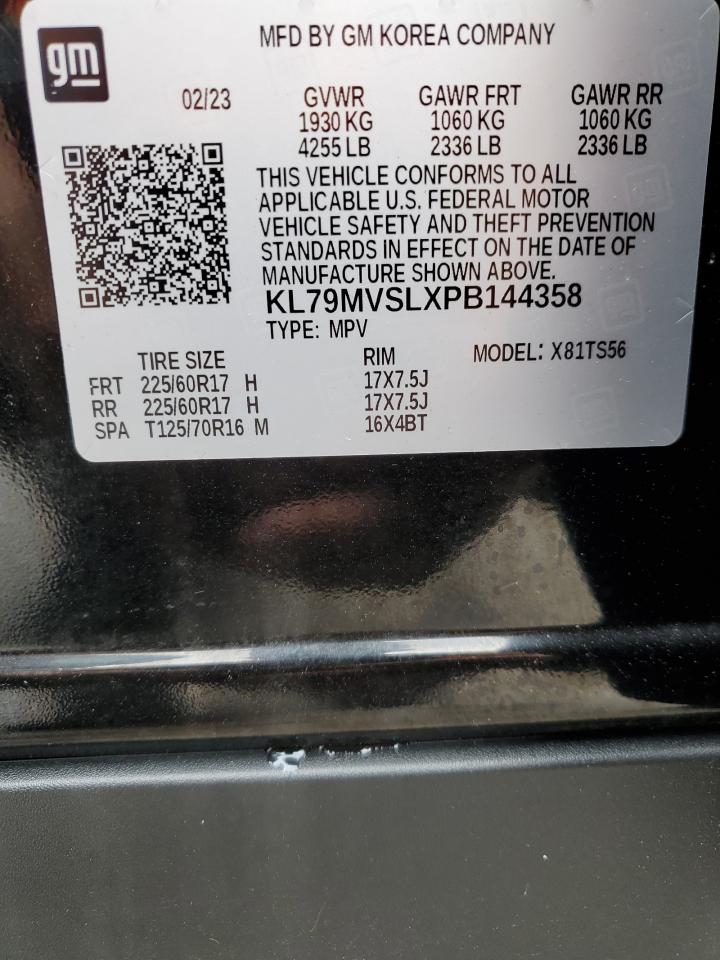 gm
MFD BY GM KOREA COMPANY
02/23 GVWR GAWR FRT GAWR RR
1930 KG 1060 KG 1060 KG
4255 LB 2336 LB 2336 LB
THIS VEHICLE CONFORMS TO ALL
APPLICABLE U.S. FEDERAL MOTOR
VEHICLE SAFETY AND THEFT PREVENTION
STANDARDS IN EFFECT ON THE DATE OF
MANUFACTURE SHOWN ABOVE.
KL79MVSLXPB144358
TYPE: MPV
TIRE SIZE RIM MODEL: X81TS56
FRT 225/60R17 H 17X7.5J
RR 225/60R17 H 17X7.5J
SPA T125/70R16 M 16X4BT